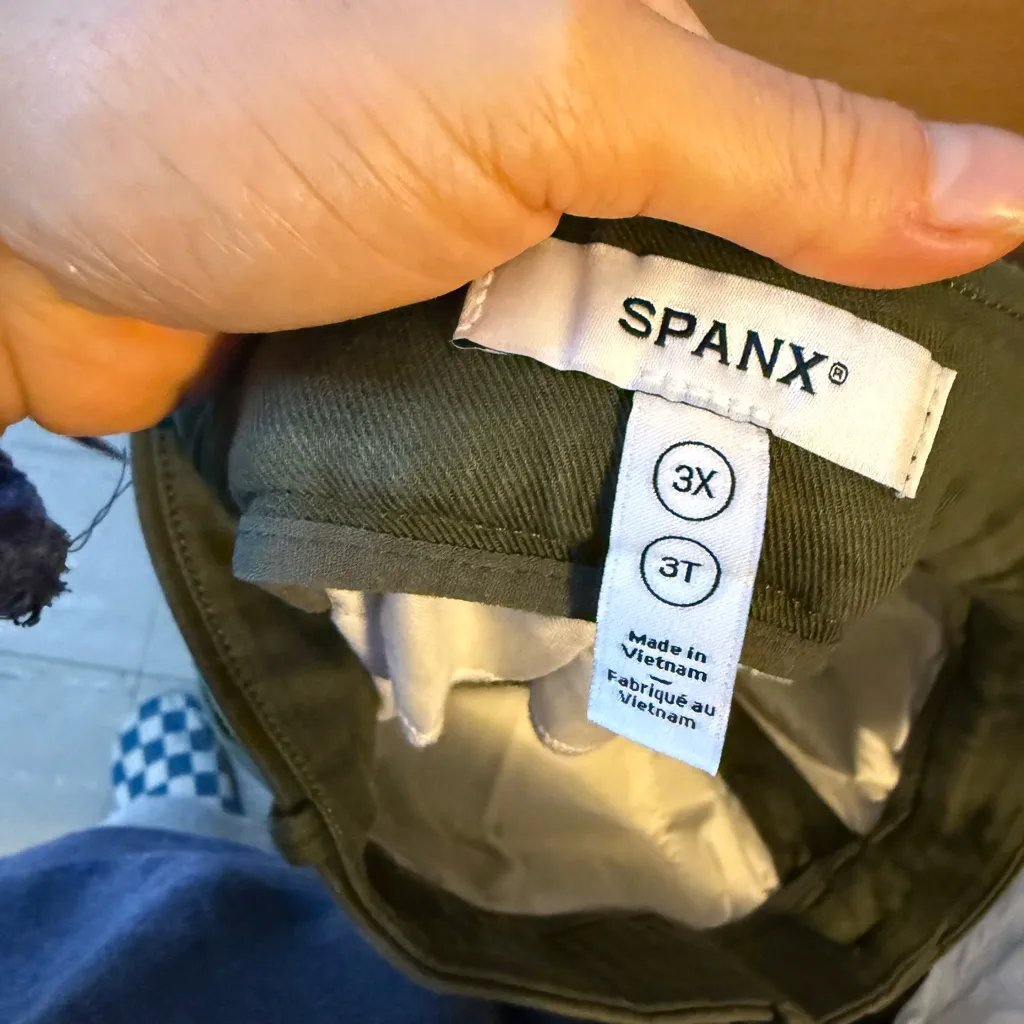 SPANX®
3X
3T
Made in
Vietnam
Fabriqué au
Vietnam